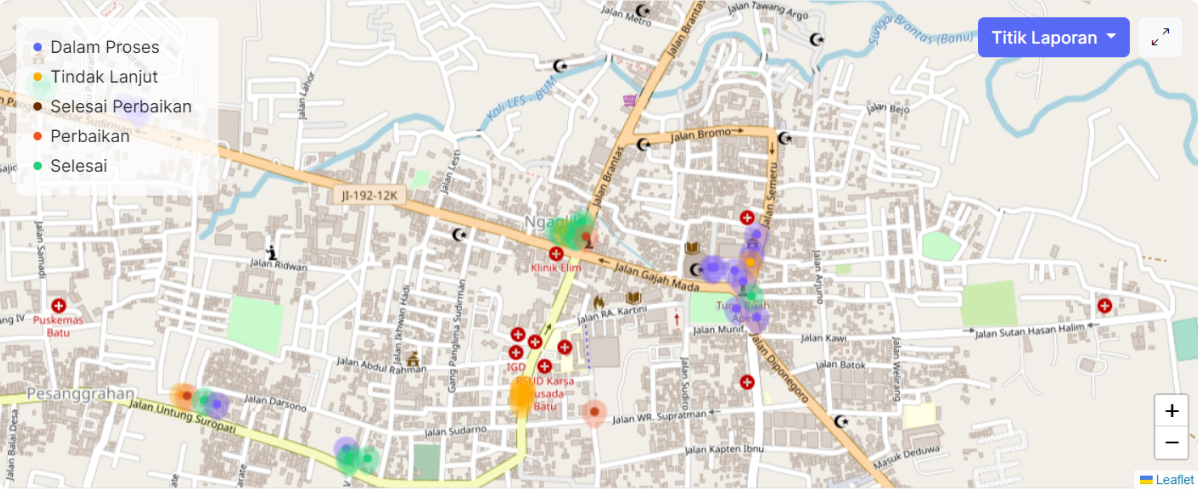 Dalam Proses
Tindak Lanjut
Selesai Perbaikan
Perbaikan
Selesai
Titik Laporan
Jalan Metro
Jalan Tawang Argo
Jalan Brantas
Sungai Brantas (Banu)
Kali LES - BUM
Jalan Lahor
Jalan Bejo
Jalan Bromo
Jalan Lesti
Jalan Brantas
Jalan Semeru
Jl-192-12K
Jalan Samadi
Jalan Ridwan
Klinik Elim
Jalan Gajah Mada
Jalan Arjuno
Puskemas
Batu
Jalan RA. Kartini
Jalan Munif
Jalan Kawi
Jalan Sutan Hasan Halim
Jalan Ikhwan Hadi
Gang Panglima Sudirman
Jalan Abdul Rahman
IGD
RSUD Karsa
Husada
Batu
Jalan Sudiro
Jalan Diponegoro
Jalan Batok
Jalan Welirang
Pesanggrahan
Jalan Darsono
Jalan Untung Suropati
Jalan Balai Desa
Jalan Sudarno
Jalan WR. Supratman
Jalan Kapten Ibnu
Masuk Deduwa
+
−
Leaflet